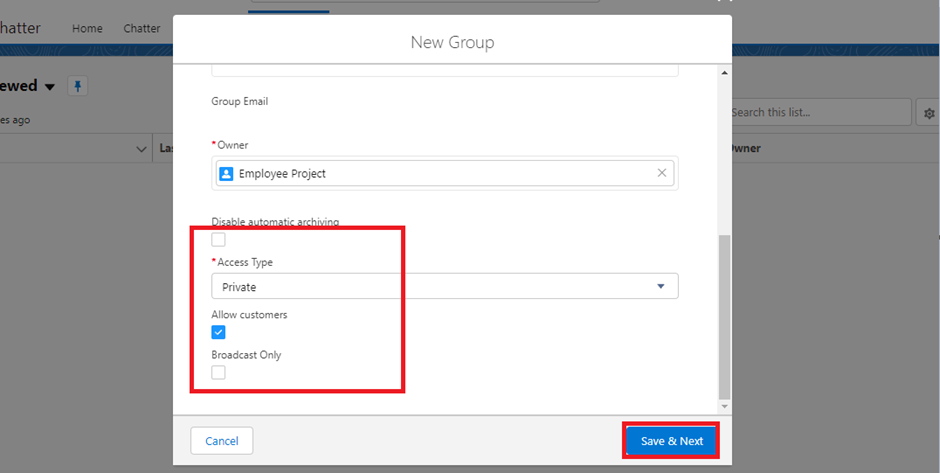 hatter
Home
Chatter
ewed
es ago
Search this list...
Las
Owner
New Group
Group Email
*Owner
Employee Project
Disable automatic archiving
*Access Type
Private
Allow customers
Broadcast Only
Cancel
Save & Next